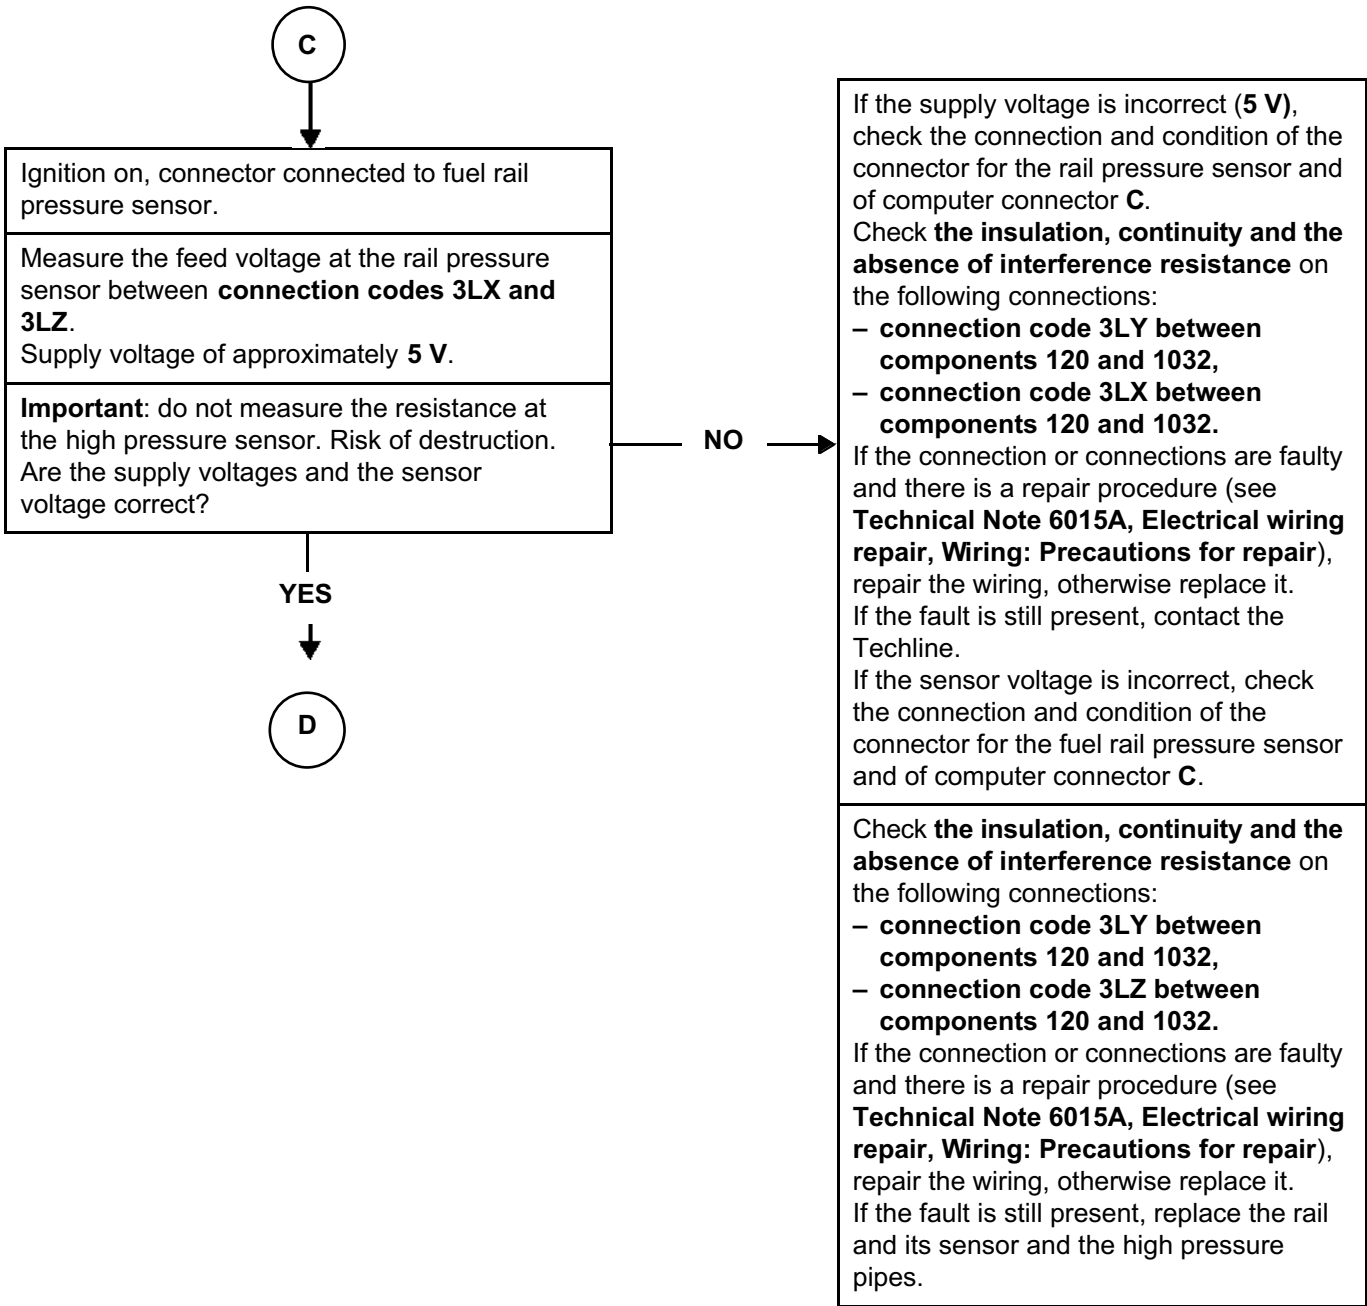 C
Ignition on, connector connected to fuel rail
pressure sensor.
Measure the feed voltage at the rail pressure
sensor between connection codes 3LX and
3LZ.
Supply voltage of approximately 5 V.
Important: do not measure the resistance at
the high pressure sensor. Risk of destruction.
Are the supply voltages and the sensor
voltage correct?
NO
YES
D
If the supply voltage is incorrect (5 V),
check the connection and condition of the
connector for the rail pressure sensor and
of computer connector C.
Check the insulation, continuity and the
absence of interference resistance on
the following connections:
– connection code 3LY between
components 120 and 1032,
– connection code 3LX between
components 120 and 1032.
If the connection or connections are faulty
and there is a repair procedure (see
Technical Note 6015A, Electrical wiring
repair, Wiring: Precautions for repair),
repair the wiring, otherwise replace it.
If the fault is still present, contact the
Techline.
If the sensor voltage is incorrect, check
the connection and condition of the
connector for the fuel rail pressure sensor
and of computer connector C.
Check the insulation, continuity and the
absence of interference resistance on
the following connections:
– connection code 3LY between
components 120 and 1032,
– connection code 3LZ between
components 120 and 1032.
If the connection or connections are faulty
and there is a repair procedure (see
Technical Note 6015A, Electrical wiring
repair, Wiring: Precautions for repair),
repair the wiring, otherwise replace it.
If the fault is still present, replace the rail
and its sensor and the high pressure
pipes.